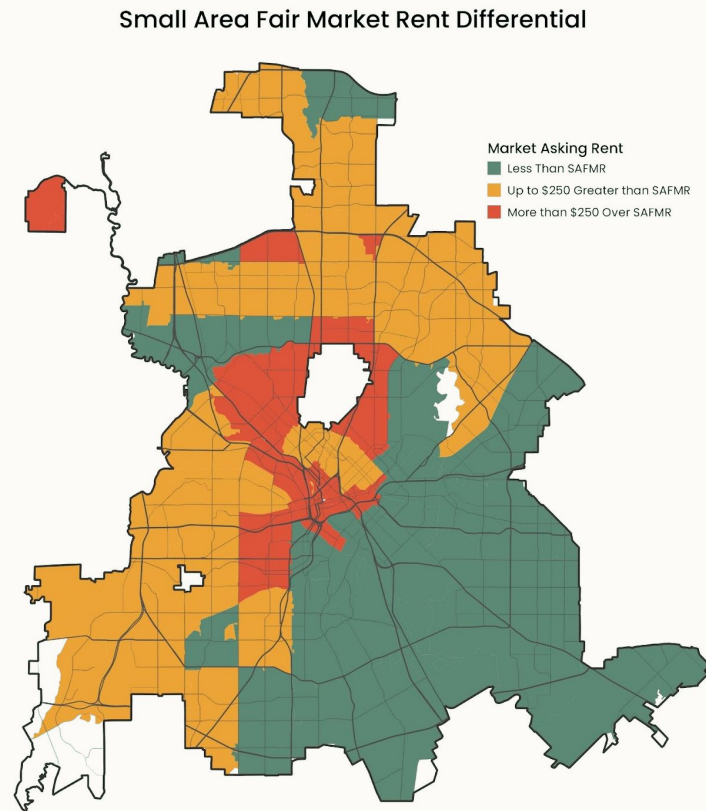 Small Area Fair Market Rent Differential
Market Asking Rent
Less Than SAFMR
Up to $250 Greater than SAFMR
More than $250 Over SAFMR